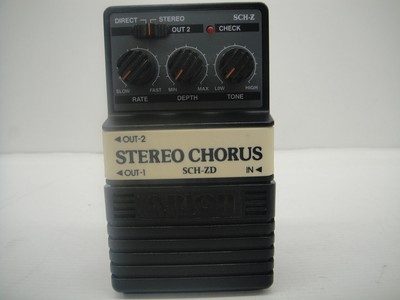 DIRECT STEREO SCH-Z
OUT 2 CHECK
SLOW FAST MIN MAX LOW HIGH
RATE DEPTH TONE
◄OUT-2
STEREO CHORUS
◄OUT-1 SCH-ZD IN◄